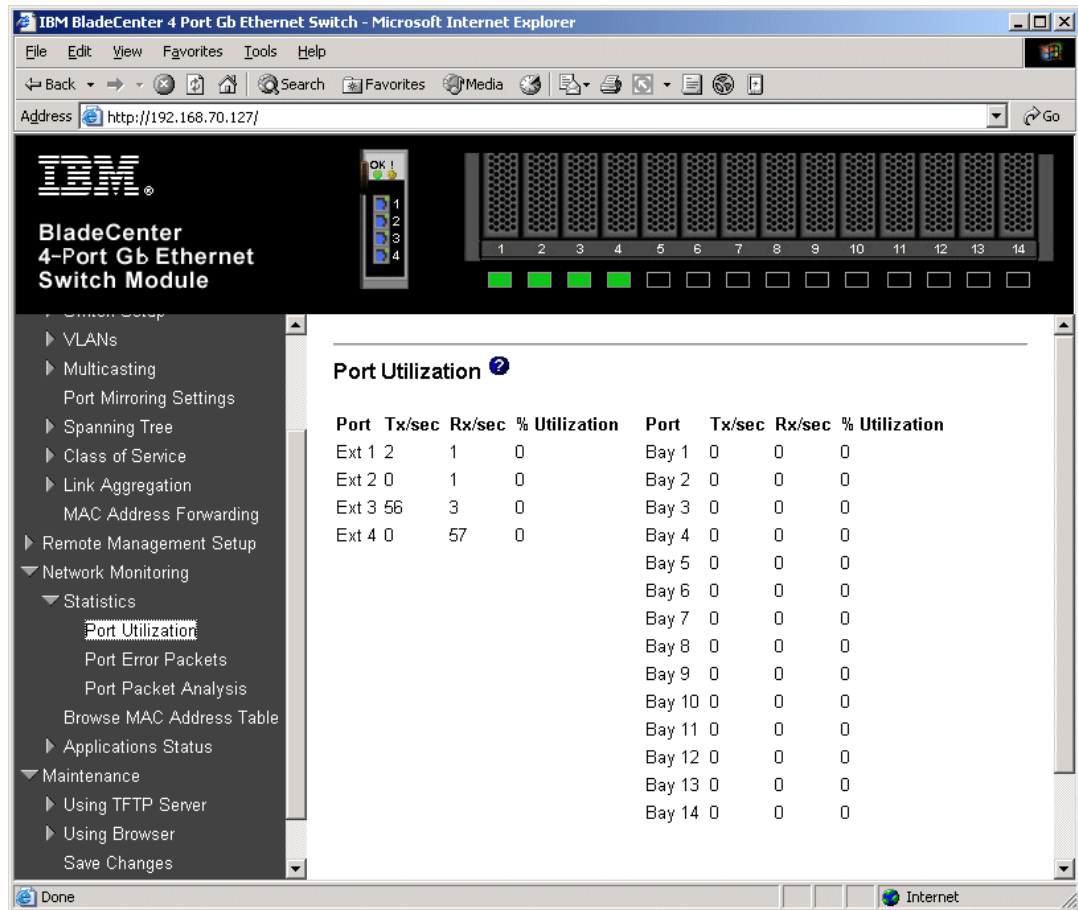 IBM BladeCenter 4 Port Gb Ethernet Switch - Microsoft Internet Explorer
File Edit View Favorites Tools Help
Back Search Favorites Media
Address http://192.168.70.127/ Go
IBM®
BladeCenter
4-Port Gb Ethernet
Switch Module
OK !
1
2
3
4
1 2 3 4 5 6 7 8 9 10 11 12 13 14
Switch Setup
VLANs
Multicasting
Port Mirroring Settings
Spanning Tree
Class of Service
Link Aggregation
MAC Address Forwarding
Remote Management Setup
Network Monitoring
Statistics
Port Utilization
Port Error Packets
Port Packet Analysis
Browse MAC Address Table
Applications Status
Maintenance
Using TFTP Server
Using Browser
Save Changes
Port Utilization ?
Port Tx/sec Rx/sec % Utilization Port Tx/sec Rx/sec % Utilization
Ext 1 2 1 0 Bay 1 0 0 0
Ext 2 0 1 0 Bay 2 0 0 0
Ext 3 56 3 0 Bay 3 0 0 0
Ext 4 0 57 0 Bay 4 0 0 0
Bay 5 0 0 0
Bay 6 0 0 0
Bay 7 0 0 0
Bay 8 0 0 0
Bay 9 0 0 0
Bay 10 0 0 0
Bay 11 0 0 0
Bay 12 0 0 0
Bay 13 0 0 0
Bay 14 0 0 0
Done Internet